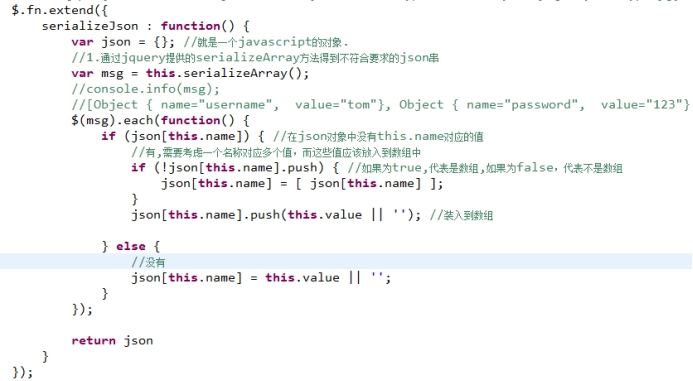 $.fn.extend({
    serializeJson : function() {
        var json = {}; //就是一个javascript的对象.
        //1.通过jquery提供的serializeArray方法得到不符合要求的json串
        var msg = this.serializeArray();
        //console.info(msg);
        //[Object { name="username",  value="tom"}, Object { name="password",  value="123"}
        $(msg).each(function() {
            if (json[this.name]) { //在json对象中没有this.name对应的值
                //有,需要考虑一个名称对应多个值，而这些值应该放入到数组中
                if (!json[this.name].push) { //如果为true,代表是数组,如果为false，代表不是数组
                    json[this.name] = [ json[this.name] ];
                }
                json[this.name].push(this.value || ''); //装入到数组
            } else {
                //没有
                json[this.name] = this.value || '';
            }
        });
        return json
    }
});